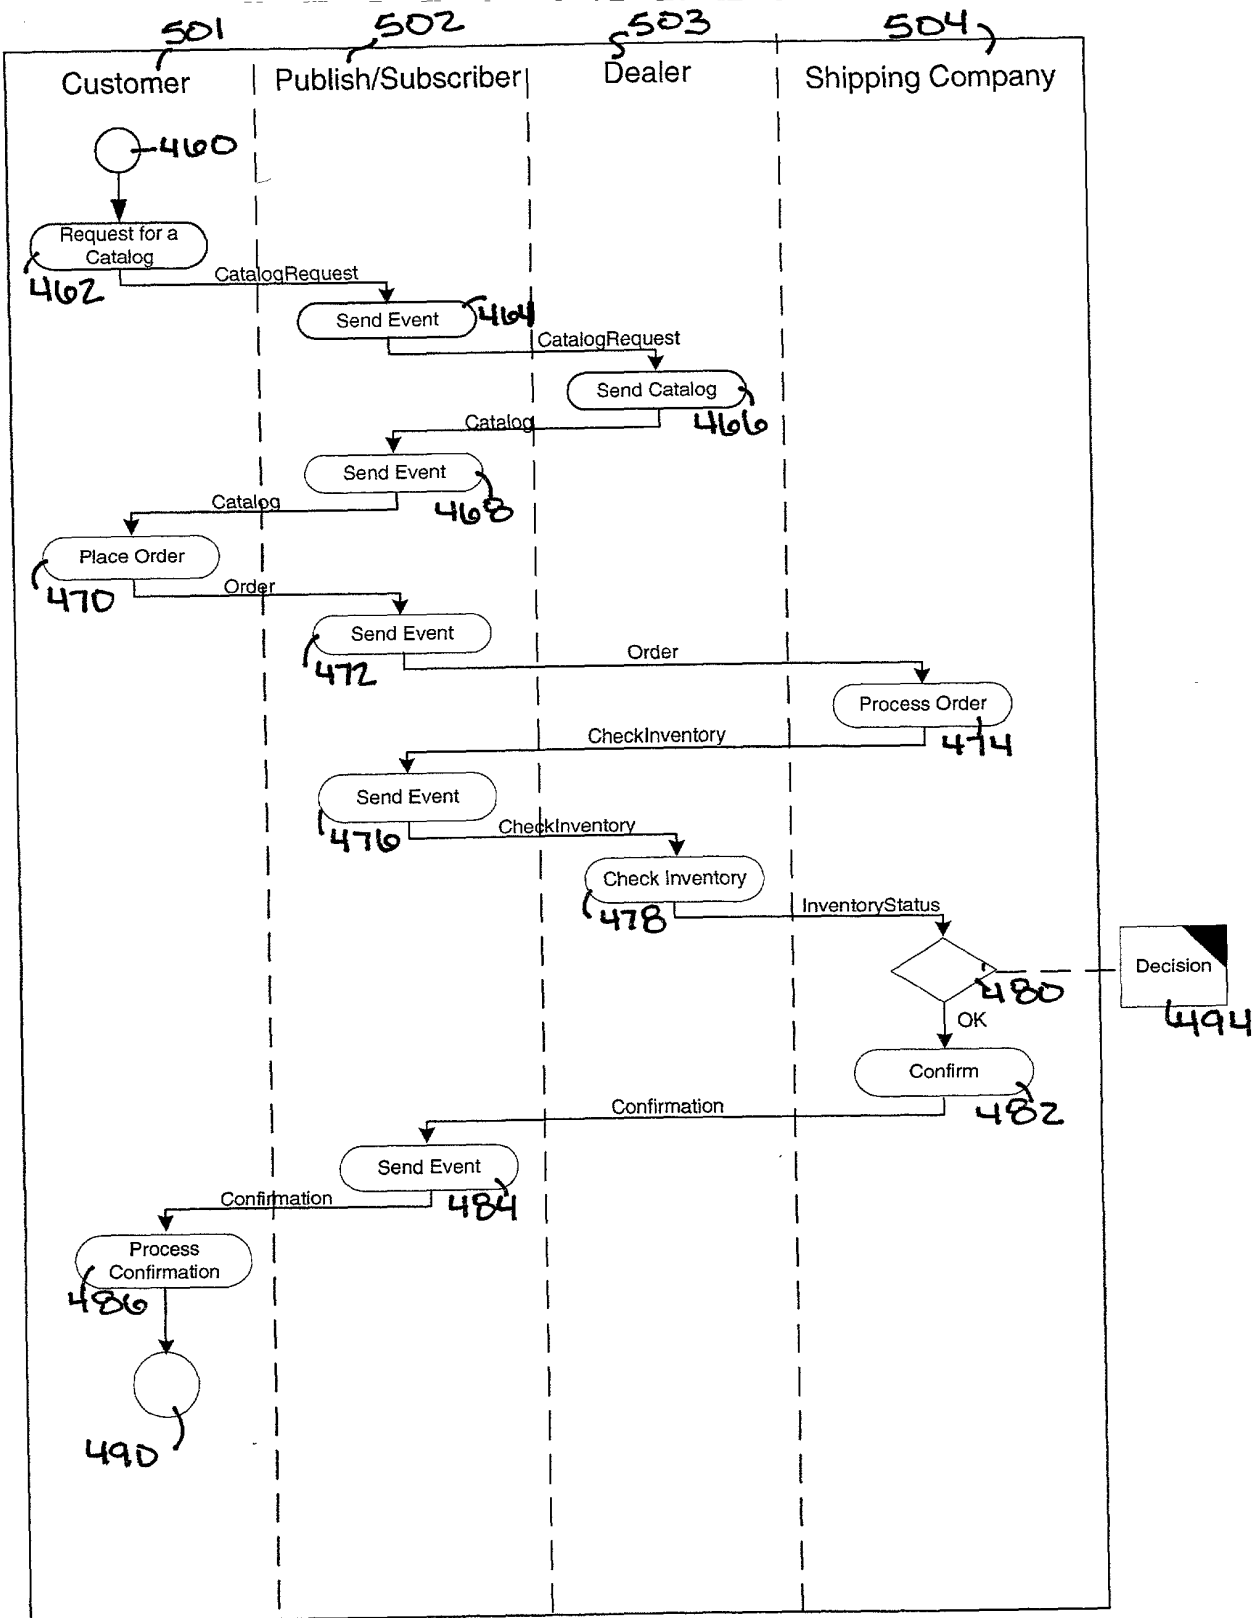 501
502
503
504
Customer
Publish/Subscriber
Dealer
Shipping Company
460
Request for a
Catalog
462
CatalogRequest
Send Event
464
CatalogRequest
Send Catalog
466
Catalog
Send Event
468
Catalog
Place Order
470
Order
Send Event
472
Order
Process Order
474
CheckInventory
Send Event
476
CheckInventory
Check Inventory
478
InventoryStatus
480
Decision
494
OK
Confirm
482
Confirmation
Send Event
484
Confirmation
Process
Confirmation
486
490